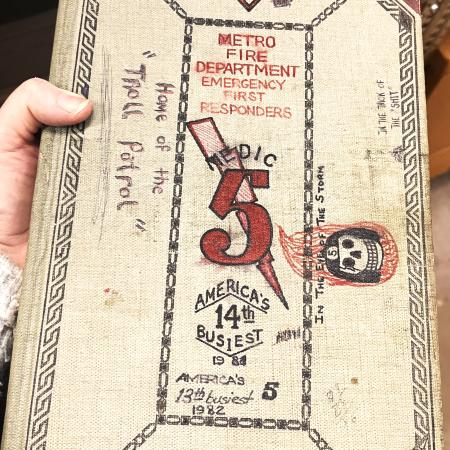 METRO
FIRE
DEPARTMENT
EMERGENCY
FIRST
RESPONDERS
MEDIC
5
AMERICA'S
14th
BUSIEST
1981
AMERICA'S 5
13th busiest
1982
"Home of the
Troll Patrol"
IN THE EYE OF THE STORM
5
IN THE THICK OF
THE SHIT